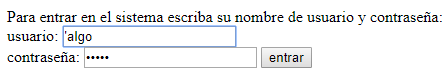 Para entrar en el sistema escriba su nombre de usuario y contraseña:
usuario: 'algo
contraseña: •••••  entrar